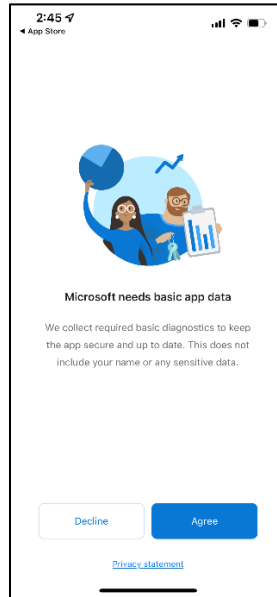 2:45
◀ App Store
Microsoft needs basic app data
We collect required basic diagnostics to keep
the app secure and up to date. This does not
include your name or any sensitive data.
Decline
Agree
Privacy statement